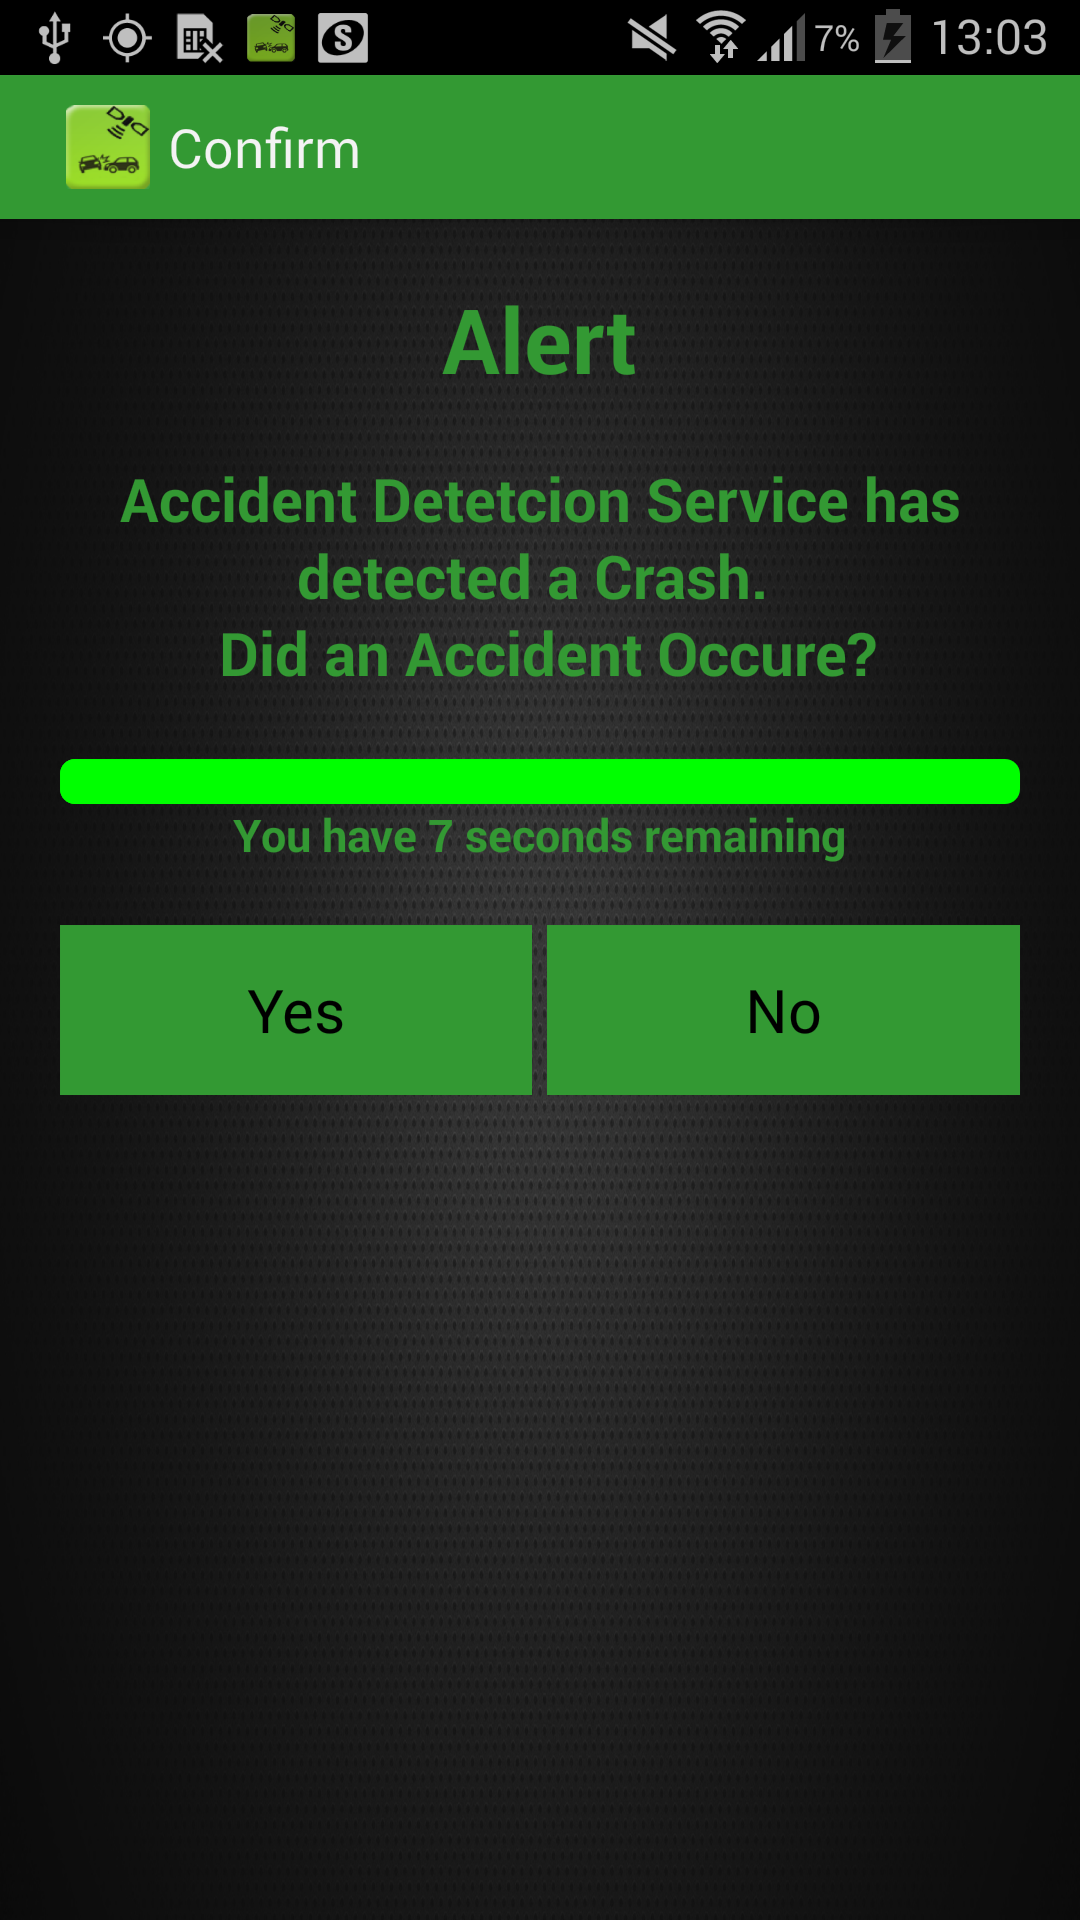 7% 13:03
Confirm
Alert
Accident Detetcion Service has
detected a Crash.
Did an Accident Occure?
You have 7 seconds remaining
Yes No